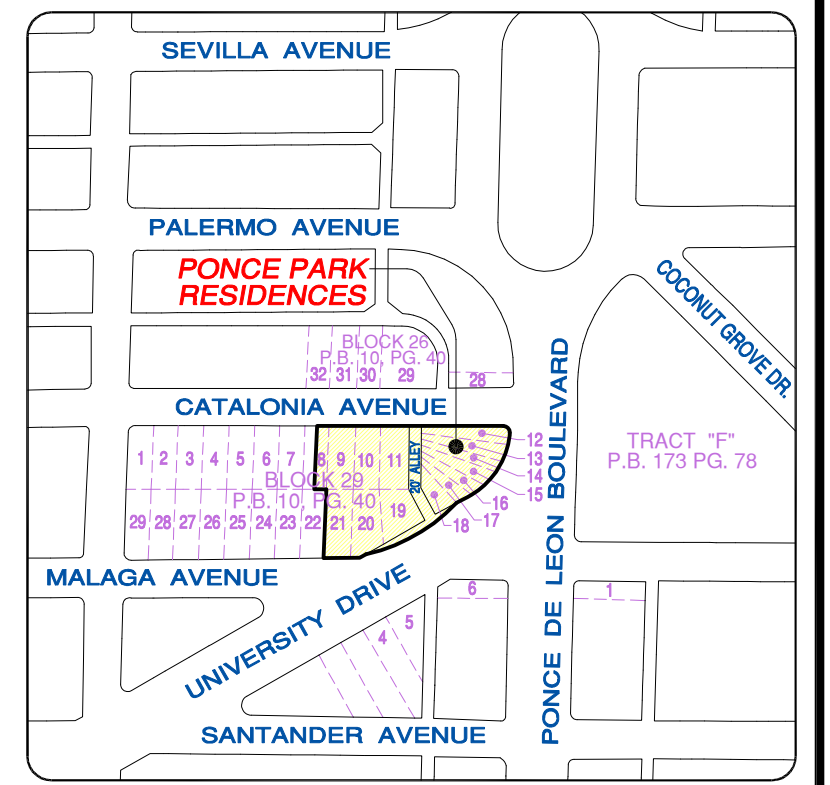 SEVILLA AVENUE
PALERMO AVENUE
PONCE PARK
RESIDENCES
COCONUT GROVE DR.
BLOCK 26
P.B. 10, PG. 40
32 31 30 29
28
CATALONIA AVENUE
PONCE DE LEON BOULEVARD
TRACT "F"
P.B. 173 PG. 78
1 2 3 4 5 6 7 8 9 10 11
20' ALLEY
12
13
14
15
16
17
18
BLOCK 29
P.B. 10, PG. 40
29 28 27 26 25 24 23 22 21 20 19
MALAGA AVENUE
UNIVERSITY DRIVE
6
1
5
4
SANTANDER AVENUE